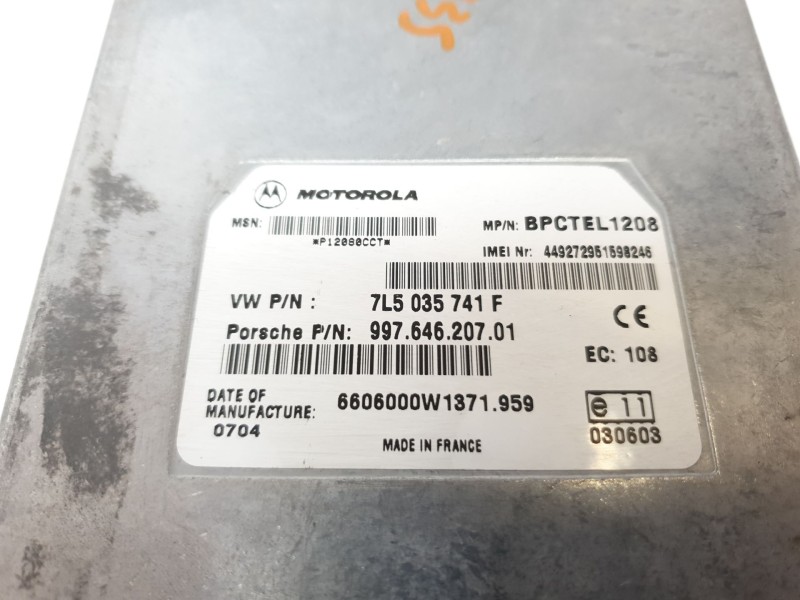 MOTOROLA
MSN:
*P12080CCT*
MP/N: BPCTEL1208
IMEI Nr: 449272951598246
VW P/N : 7L5 035 741 F
Porsche P/N: 997.646.207.01
CE
EC: 108
DATE OF
MANUFACTURE:
0704
6606000W1371.959
e 11
030603
MADE IN FRANCE